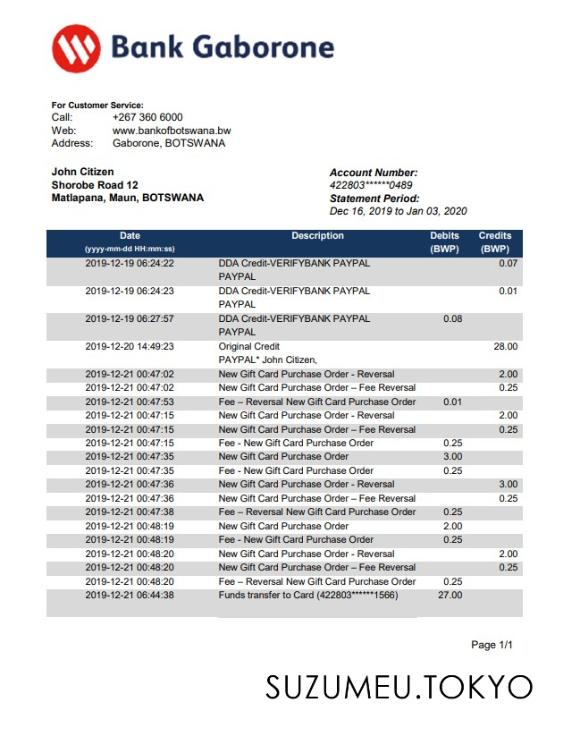 Bank Gaborone
For Customer Service:
Call: +267 360 6000
Web: www.bankofbotswana.bw
Address: Gaborone, BOTSWANA
John Citizen
Shorobe Road 12
Matlapana, Maun, BOTSWANA
Account Number:
422803******0489
Statement Period:
Dec 16, 2019 to Jan 03, 2020
Date Description Debits Credits
(yyyy-mm-dd HH:mm:ss) (BWP) (BWP)
2019-12-19 06:24:22 DDA Credit-VERIFYBANK PAYPAL 0.07
PAYPAL
2019-12-19 06:24:23 DDA Credit-VERIFYBANK PAYPAL 0.01
PAYPAL
2019-12-19 06:27:57 DDA Credit-VERIFYBANK PAYPAL 0.08
PAYPAL
2019-12-20 14:49:23 Original Credit 28.00
PAYPAL* John Citizen,
2019-12-21 00:47:02 New Gift Card Purchase Order - Reversal 2.00
2019-12-21 00:47:02 New Gift Card Purchase Order – Fee Reversal 0.25
2019-12-21 00:47:53 Fee – Reversal New Gift Card Purchase Order 0.01
2019-12-21 00:47:15 New Gift Card Purchase Order - Reversal 2.00
2019-12-21 00:47:15 New Gift Card Purchase Order – Fee Reversal 0.25
2019-12-21 00:47:15 Fee - New Gift Card Purchase Order 0.25
2019-12-21 00:47:35 New Gift Card Purchase Order 3.00
2019-12-21 00:47:35 Fee - New Gift Card Purchase Order 0.25
2019-12-21 00:47:36 New Gift Card Purchase Order - Reversal 3.00
2019-12-21 00:47:36 New Gift Card Purchase Order – Fee Reversal 0.25
2019-12-21 00:47:38 Fee – Reversal New Gift Card Purchase Order 0.25
2019-12-21 00:48:19 New Gift Card Purchase Order 2.00
2019-12-21 00:48:19 Fee - New Gift Card Purchase Order 0.25
2019-12-21 00:48:20 New Gift Card Purchase Order - Reversal 2.00
2019-12-21 00:48:20 New Gift Card Purchase Order – Fee Reversal 0.25
2019-12-21 00:48:20 Fee – Reversal New Gift Card Purchase Order 0.25
2019-12-21 06:44:38 Funds transfer to Card (422803******1566) 27.00
Page 1/1
SUZUMEU.TOKYO